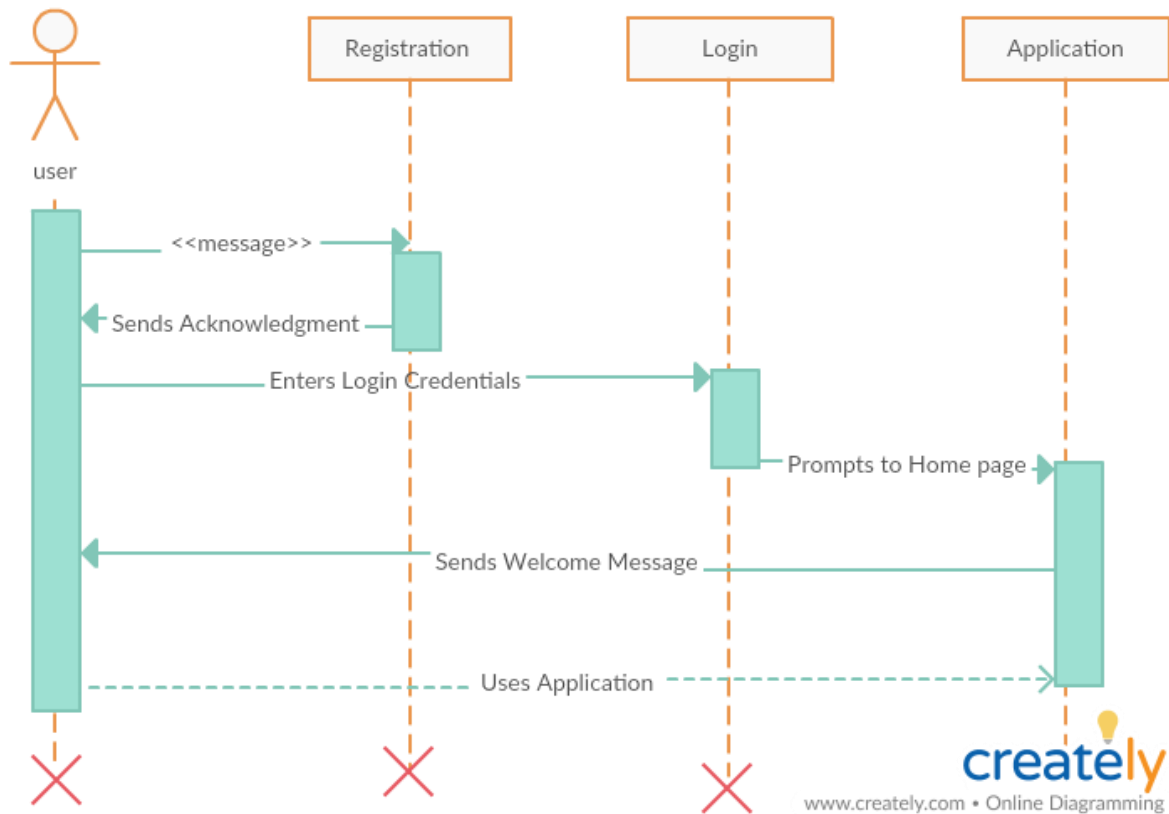 Registration
Login
Application
user
<<message>>
Sends Acknowledgment
Enters Login Credentials
Prompts to Home page
Sends Welcome Message
Uses Application
creately
www.creately.com • Online Diagramming